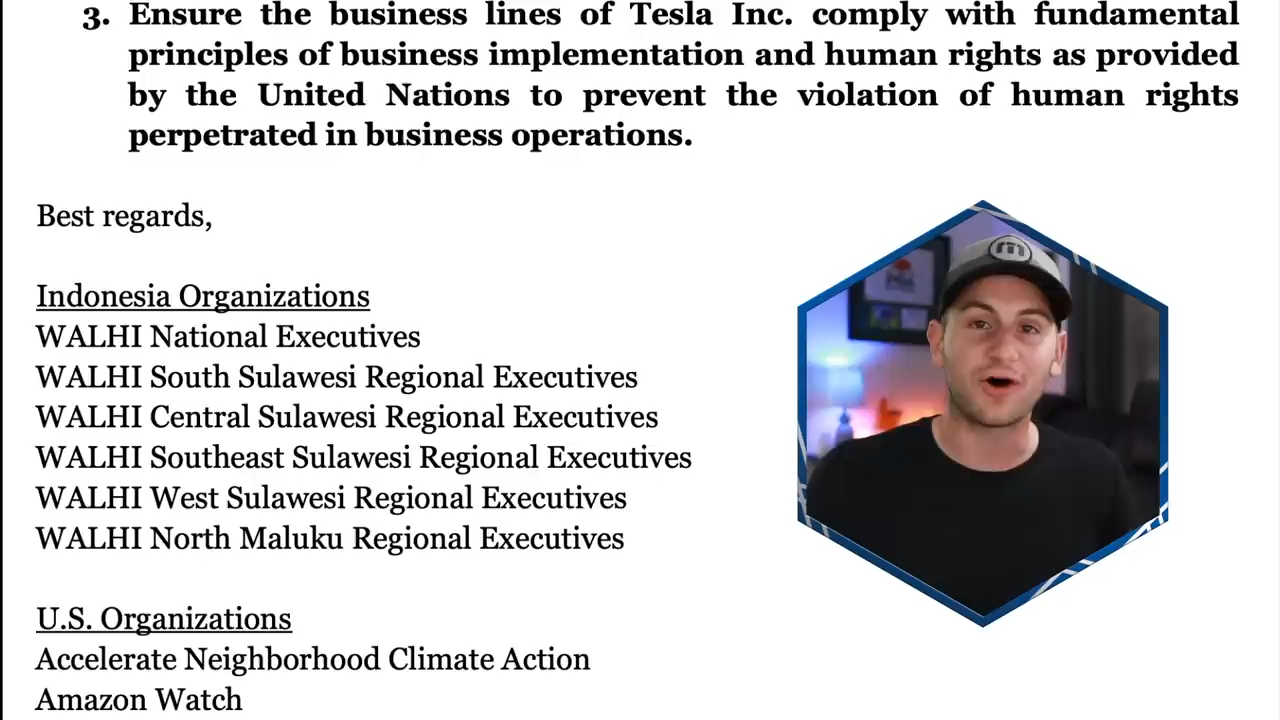 3. Ensure the business lines of Tesla Inc. comply with fundamental
principles of business implementation and human rights as provided
by the United Nations to prevent the violation of human rights
perpetrated in business operations.
Best regards,
Indonesia Organizations
WALHI National Executives
WALHI South Sulawesi Regional Executives
WALHI Central Sulawesi Regional Executives
WALHI Southeast Sulawesi Regional Executives
WALHI West Sulawesi Regional Executives
WALHI North Maluku Regional Executives
U.S. Organizations
Accelerate Neighborhood Climate Action
Amazon Watch